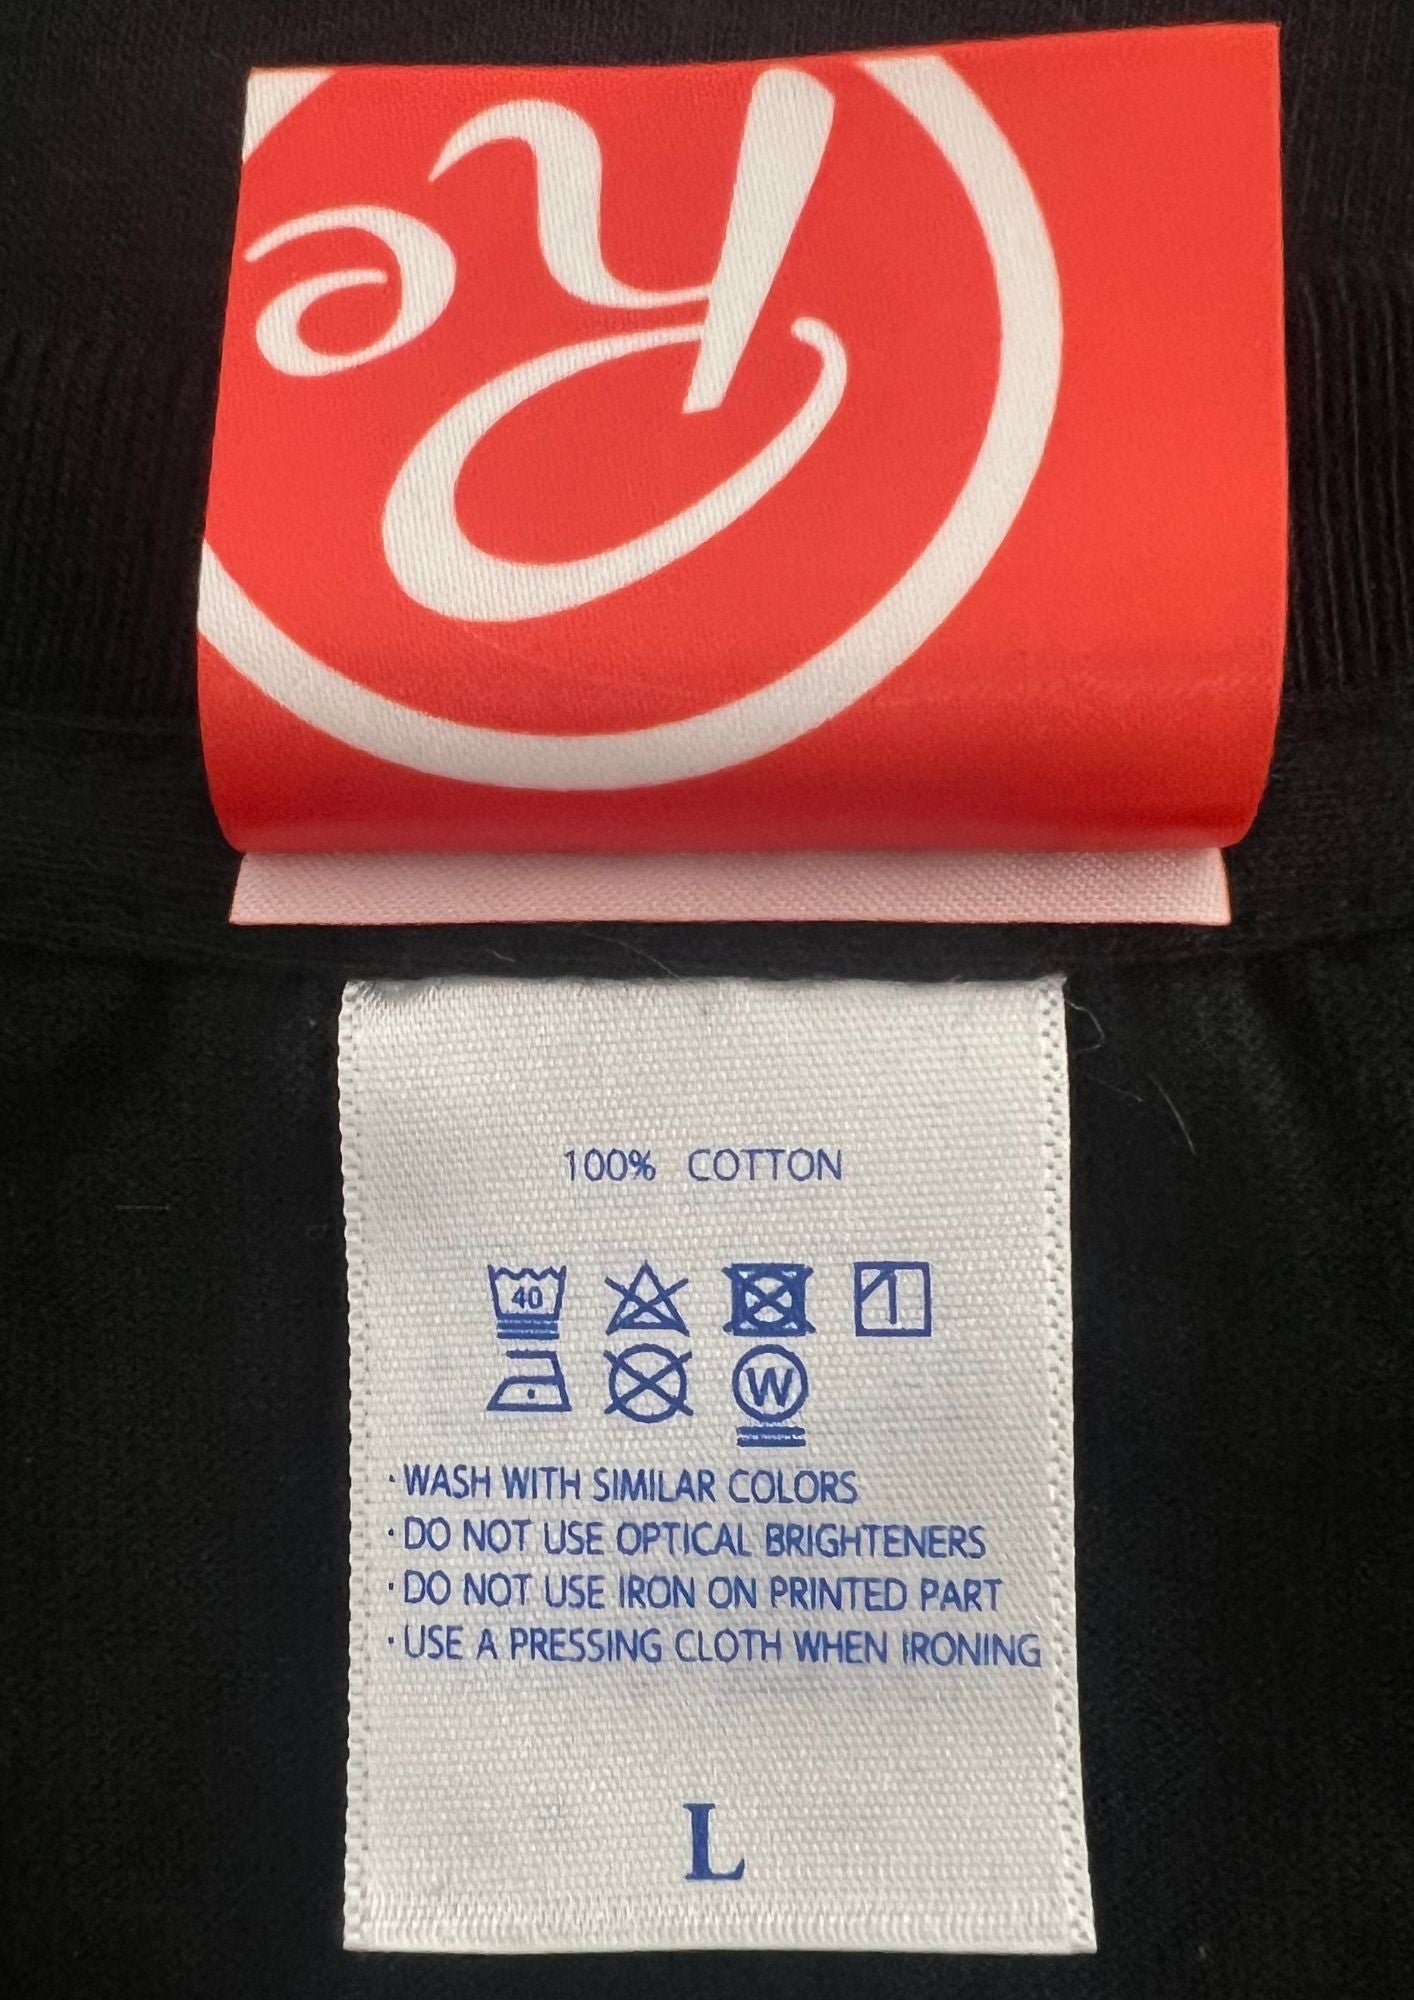 100% COTTON
40
W
· WASH WITH SIMILAR COLORS
· DO NOT USE OPTICAL BRIGHTENERS
· DO NOT USE IRON ON PRINTED PART
· USE A PRESSING CLOTH WHEN IRONING
L